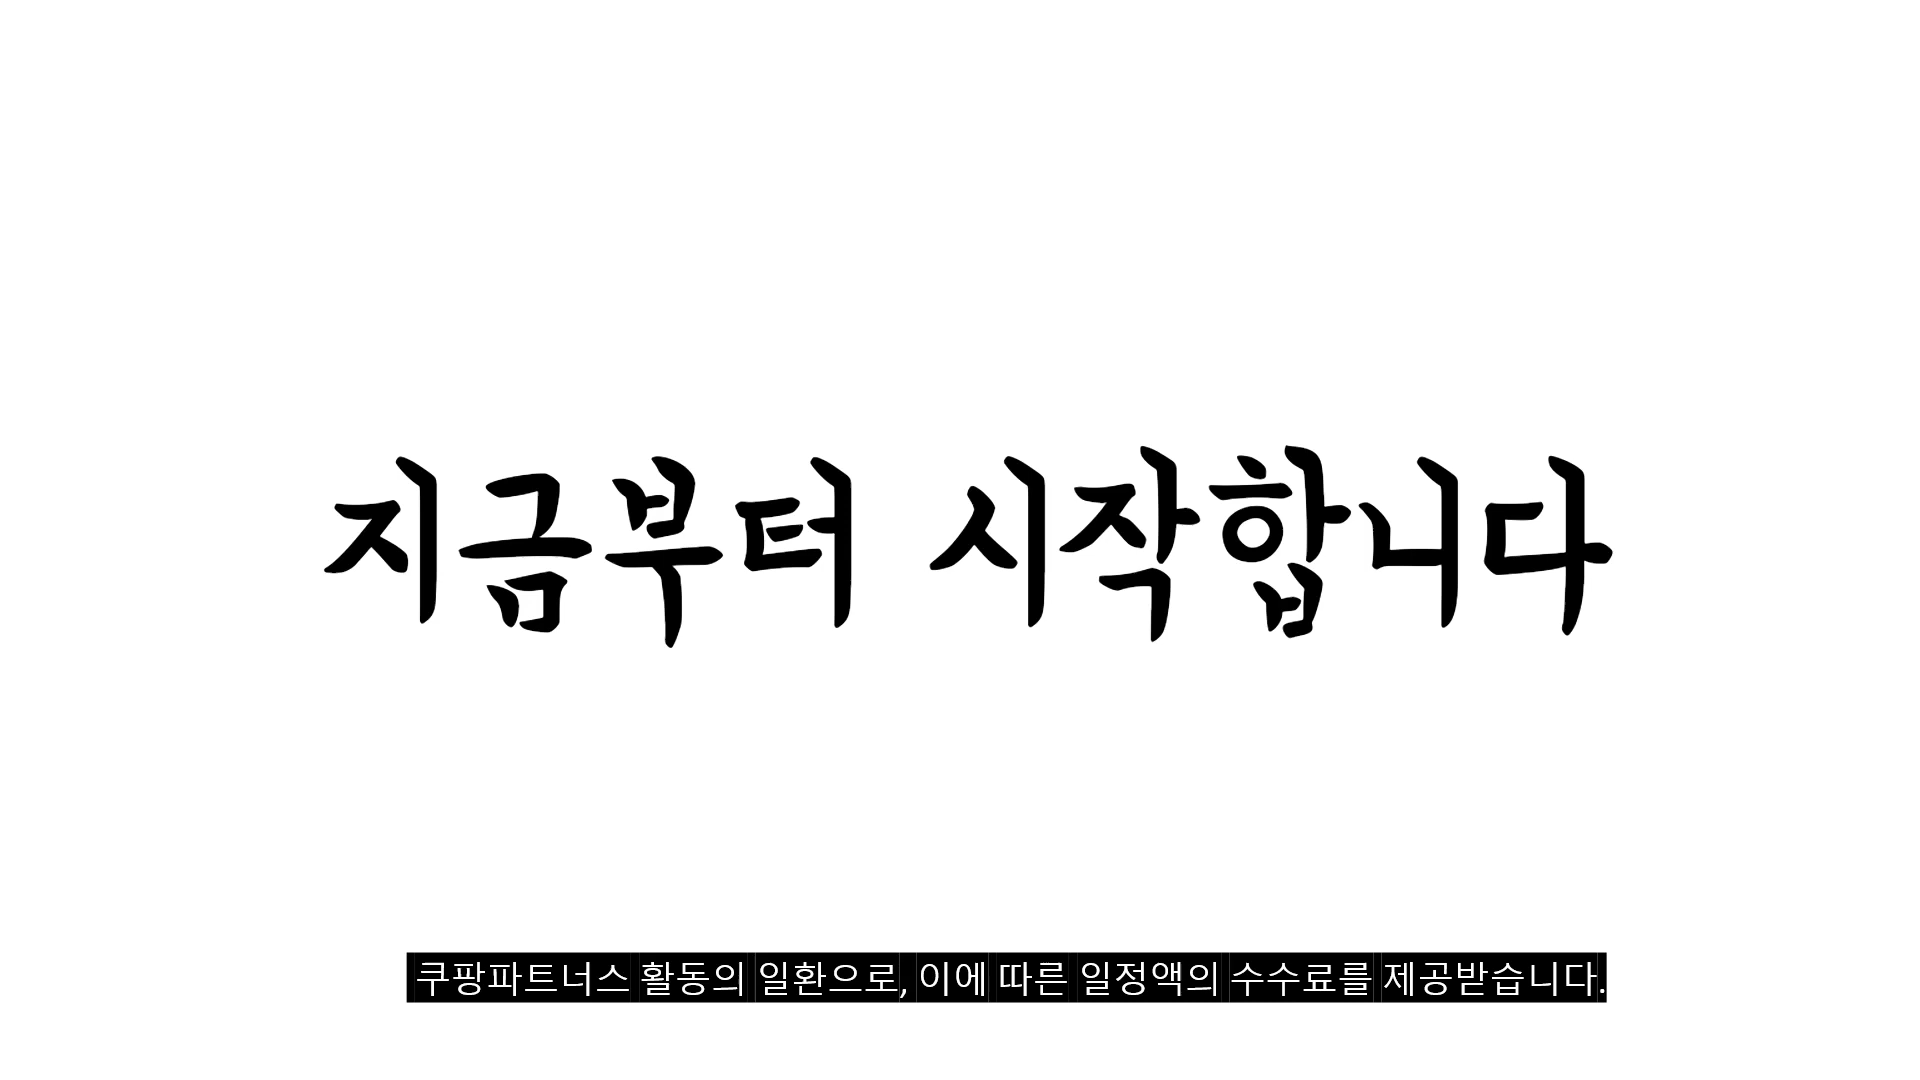 지금부터 시작합니다
쿠팡파트너스 활동의 일환으로, 이에 따른 일정액의 수수료를 제공받습니다.